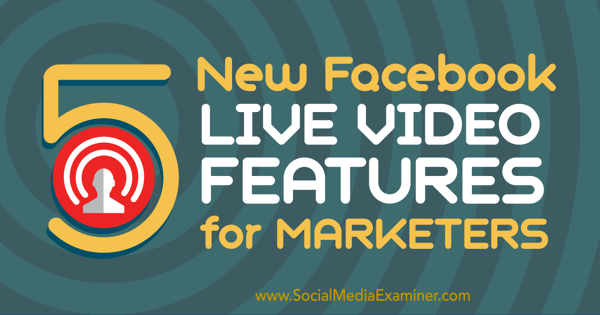 5
New Facebook
LIVE VIDEO
FEATURES
for MARKETERS
www.SocialMediaExaminer.com